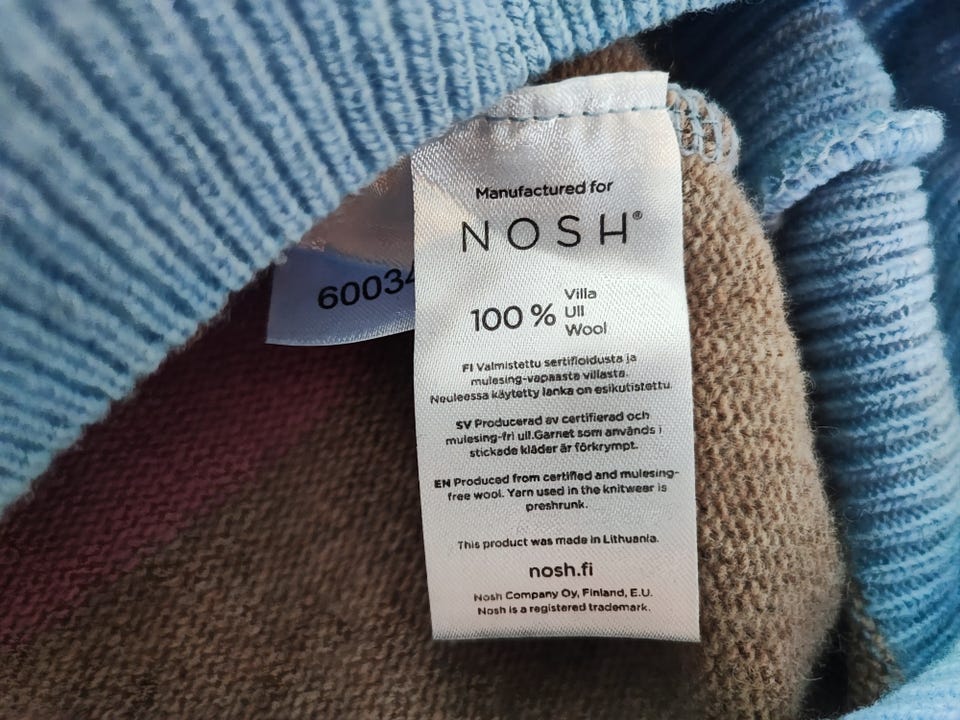 Manufactured for
NOSH®
6003
100 %
Villa
Ull
Wool
FI Valmistettu sertifioidusta ja
mulesing-vapaasta villasta.
Neuleessa käytetty lanka on esikutistettu.
SV Producerad av certifierad och
mulesing-fri ull.Garnet som används i
stickade kläder är förkrympt.
EN Produced from certified and mulesing-
free wool. Yarn used in the knitwear is
preshrunk.
This product was made in Lithuania.
nosh.fi
Nosh Company Oy, Finland, E.U.
Nosh is a registered trademark.